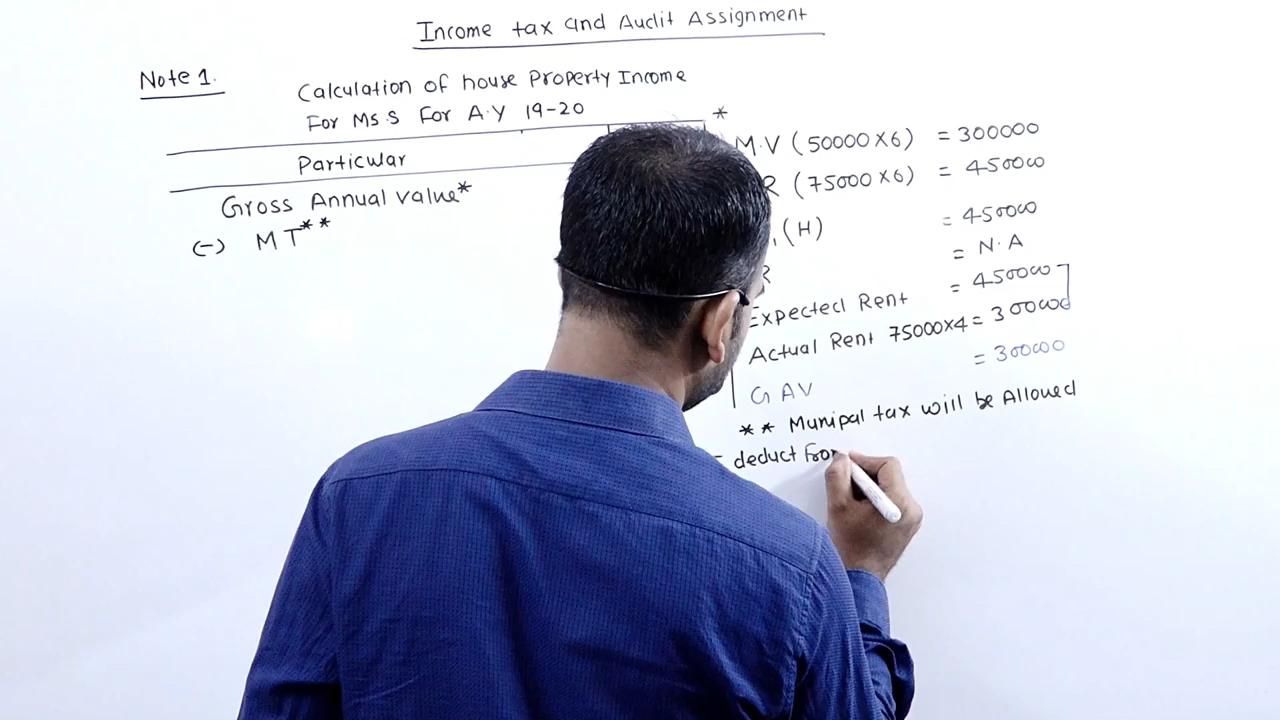 Income tax and Audit Assignment
Note 1.
Calculation of house Property Income
For Ms.S For A.Y 19-20
Particular
Gross Annual value*
(-) MT**
*
M.V (50000X6) = 300000
R (75000X6) = 450000
(H) = 450000
R = N.A
Expected Rent = 450000
Actual Rent 75000X4 = 300000
GAV = 300000
** Munipal tax will be Allowed
deduct From